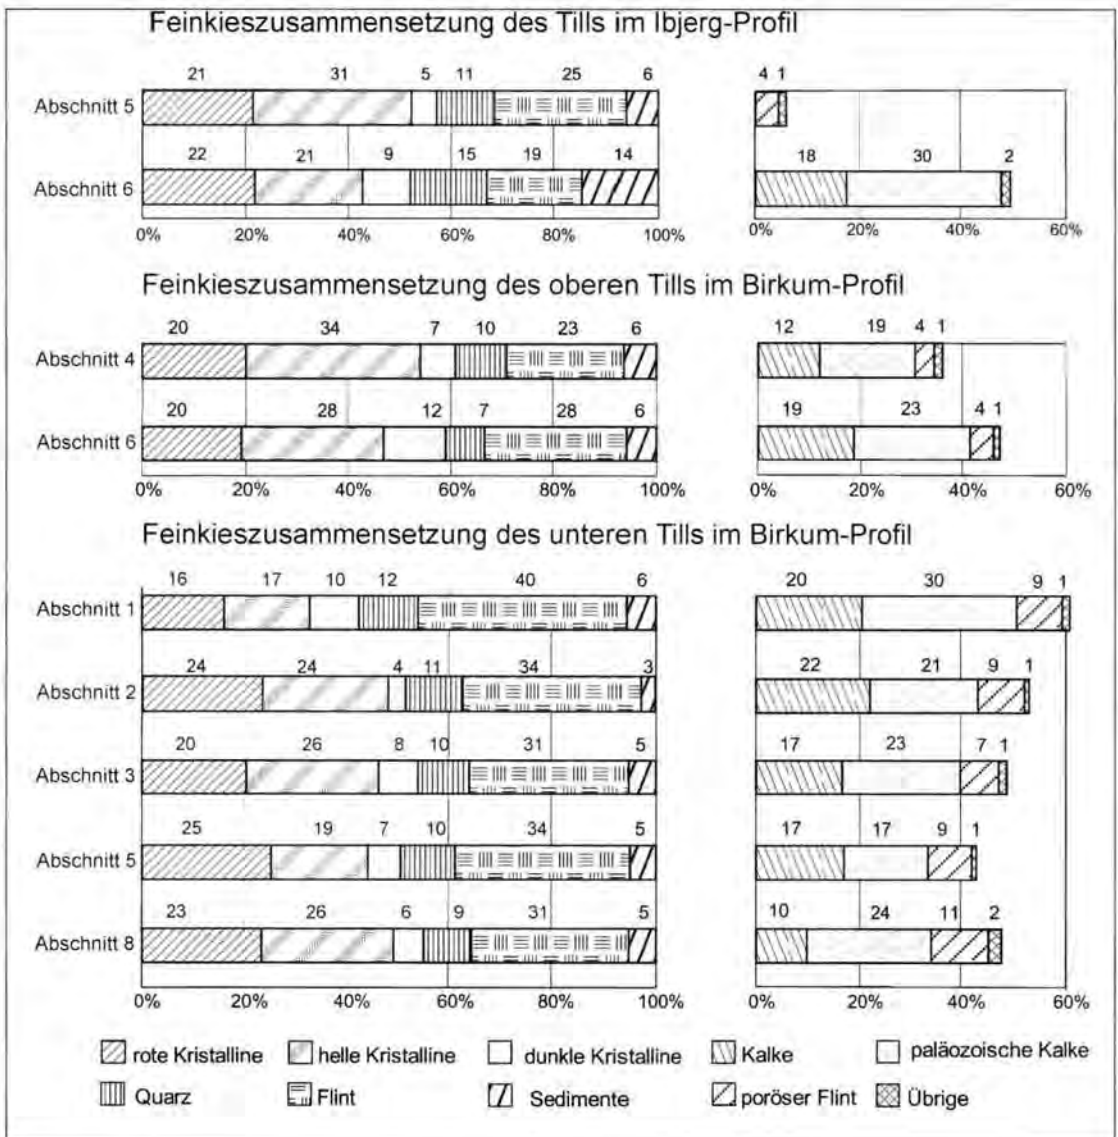 Feinkieszusammensetzung des Tills im Ibjerg-Profil
21 31 5 11 25 6 4 1
Abschnitt 5
22 21 9 15 19 14 18 30 2
Abschnitt 6
0% 20% 40% 60% 80% 100% 0% 20% 40% 60%
Feinkieszusammensetzung des oberen Tills im Birkum-Profil
20 34 7 10 23 6 12 19 4 1
Abschnitt 4
20 28 12 7 28 6 19 23 4 1
Abschnitt 6
0% 20% 40% 60% 80% 100% 0% 20% 40% 60%
Feinkieszusammensetzung des unteren Tills im Birkum-Profil
16 17 10 12 40 6 20 30 9 1
Abschnitt 1
24 24 4 11 34 3 22 21 9 1
Abschnitt 2
20 26 8 10 31 5 17 23 7 1
Abschnitt 3
25 19 7 10 34 5 17 17 9 1
Abschnitt 5
23 26 6 9 31 5 10 24 11 2
Abschnitt 8
0% 20% 40% 60% 80% 100% 0% 20% 40% 60%
rote Kristalline helle Kristalline dunkle Kristalline Kalke paläozoische Kalke
Quarz Flint Sedimente poröser Flint Übrige